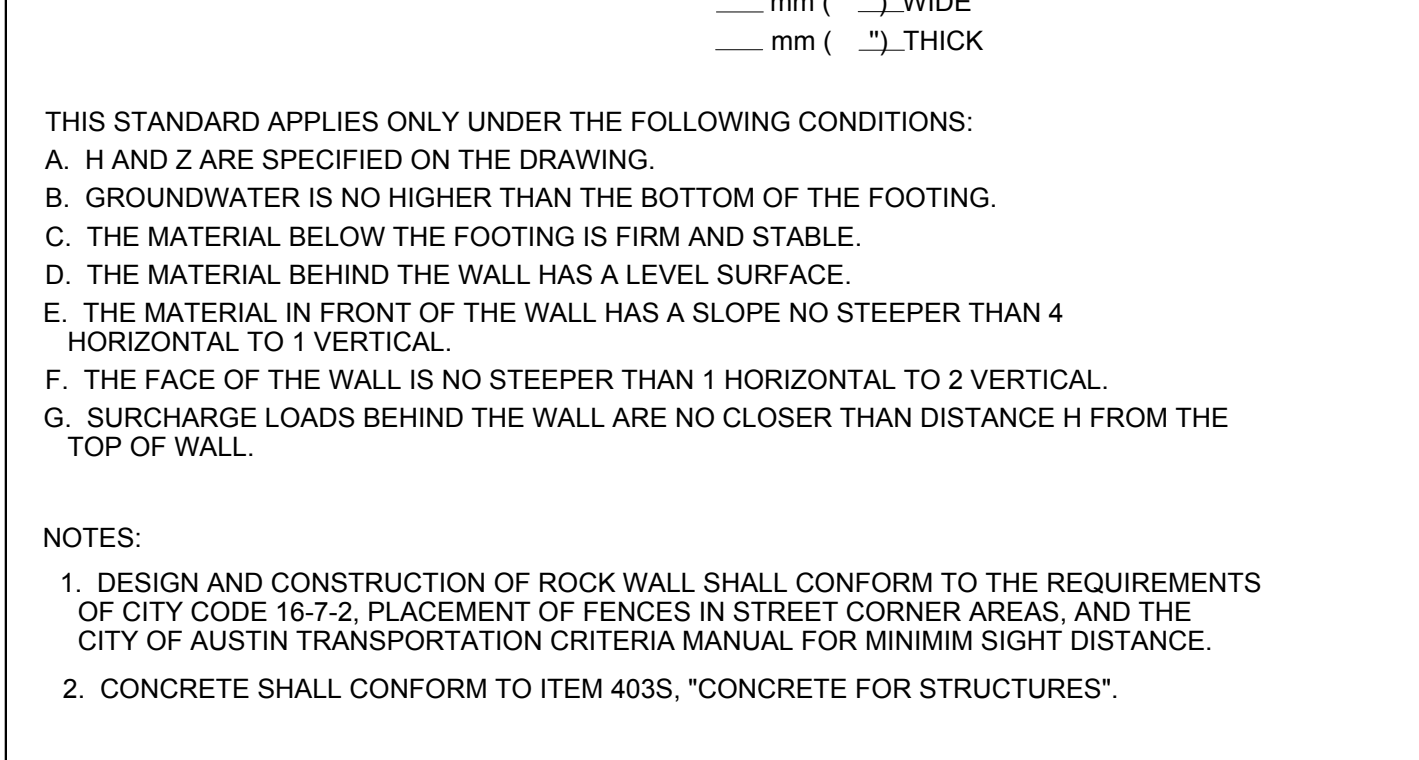 ___ mm ( _)_WIDE
___ mm ( _")_THICK
THIS STANDARD APPLIES ONLY UNDER THE FOLLOWING CONDITIONS:
A. H AND Z ARE SPECIFIED ON THE DRAWING.
B. GROUNDWATER IS NO HIGHER THAN THE BOTTOM OF THE FOOTING.
C. THE MATERIAL BELOW THE FOOTING IS FIRM AND STABLE.
D. THE MATERIAL BEHIND THE WALL HAS A LEVEL SURFACE.
E. THE MATERIAL IN FRONT OF THE WALL HAS A SLOPE NO STEEPER THAN 4
HORIZONTAL TO 1 VERTICAL.
F. THE FACE OF THE WALL IS NO STEEPER THAN 1 HORIZONTAL TO 2 VERTICAL.
G. SURCHARGE LOADS BEHIND THE WALL ARE NO CLOSER THAN DISTANCE H FROM THE
TOP OF WALL.
NOTES:
1. DESIGN AND CONSTRUCTION OF ROCK WALL SHALL CONFORM TO THE REQUIREMENTS
OF CITY CODE 16-7-2, PLACEMENT OF FENCES IN STREET CORNER AREAS, AND THE
CITY OF AUSTIN TRANSPORTATION CRITERIA MANUAL FOR MINIMIM SIGHT DISTANCE.
2. CONCRETE SHALL CONFORM TO ITEM 403S, "CONCRETE FOR STRUCTURES".